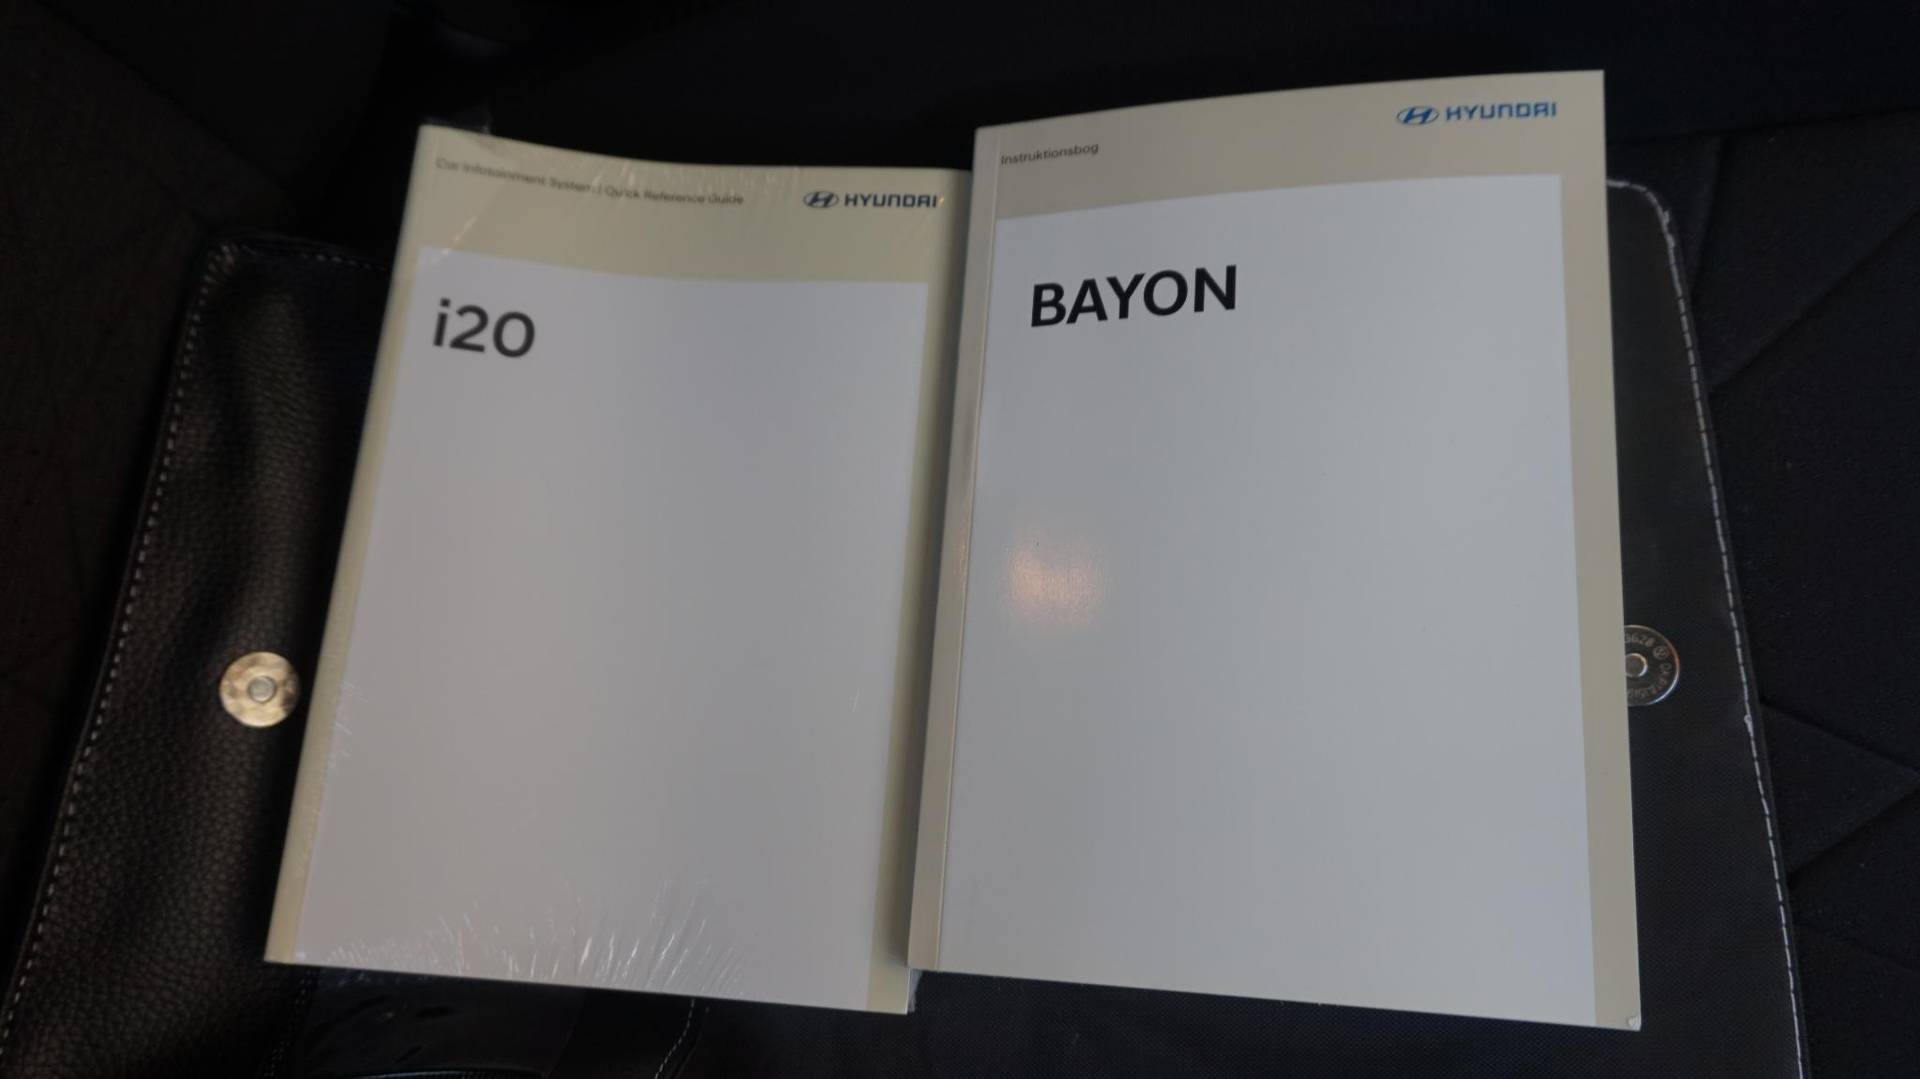 Car Infotainment System | Quick Reference Guide
HYUNDAI
i20
Instruktionsbog
HYUNDAI
BAYON